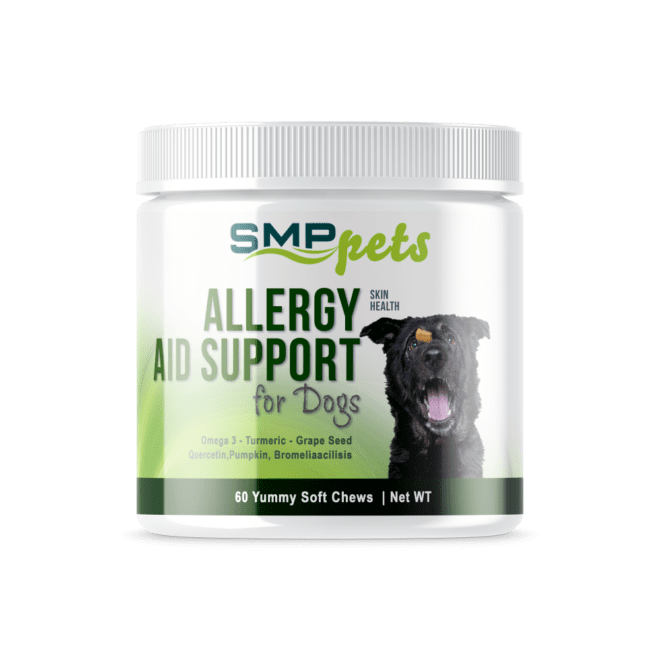 SMPpets
ALLERGY
SKIN
HEALTH
AID SUPPORT
for Dogs
Omega 3 - Turmeric - Grape Seed
Quercetin,Pumpkin, Bromeliaacilisis
60 Yummy Soft Chews | Net WT